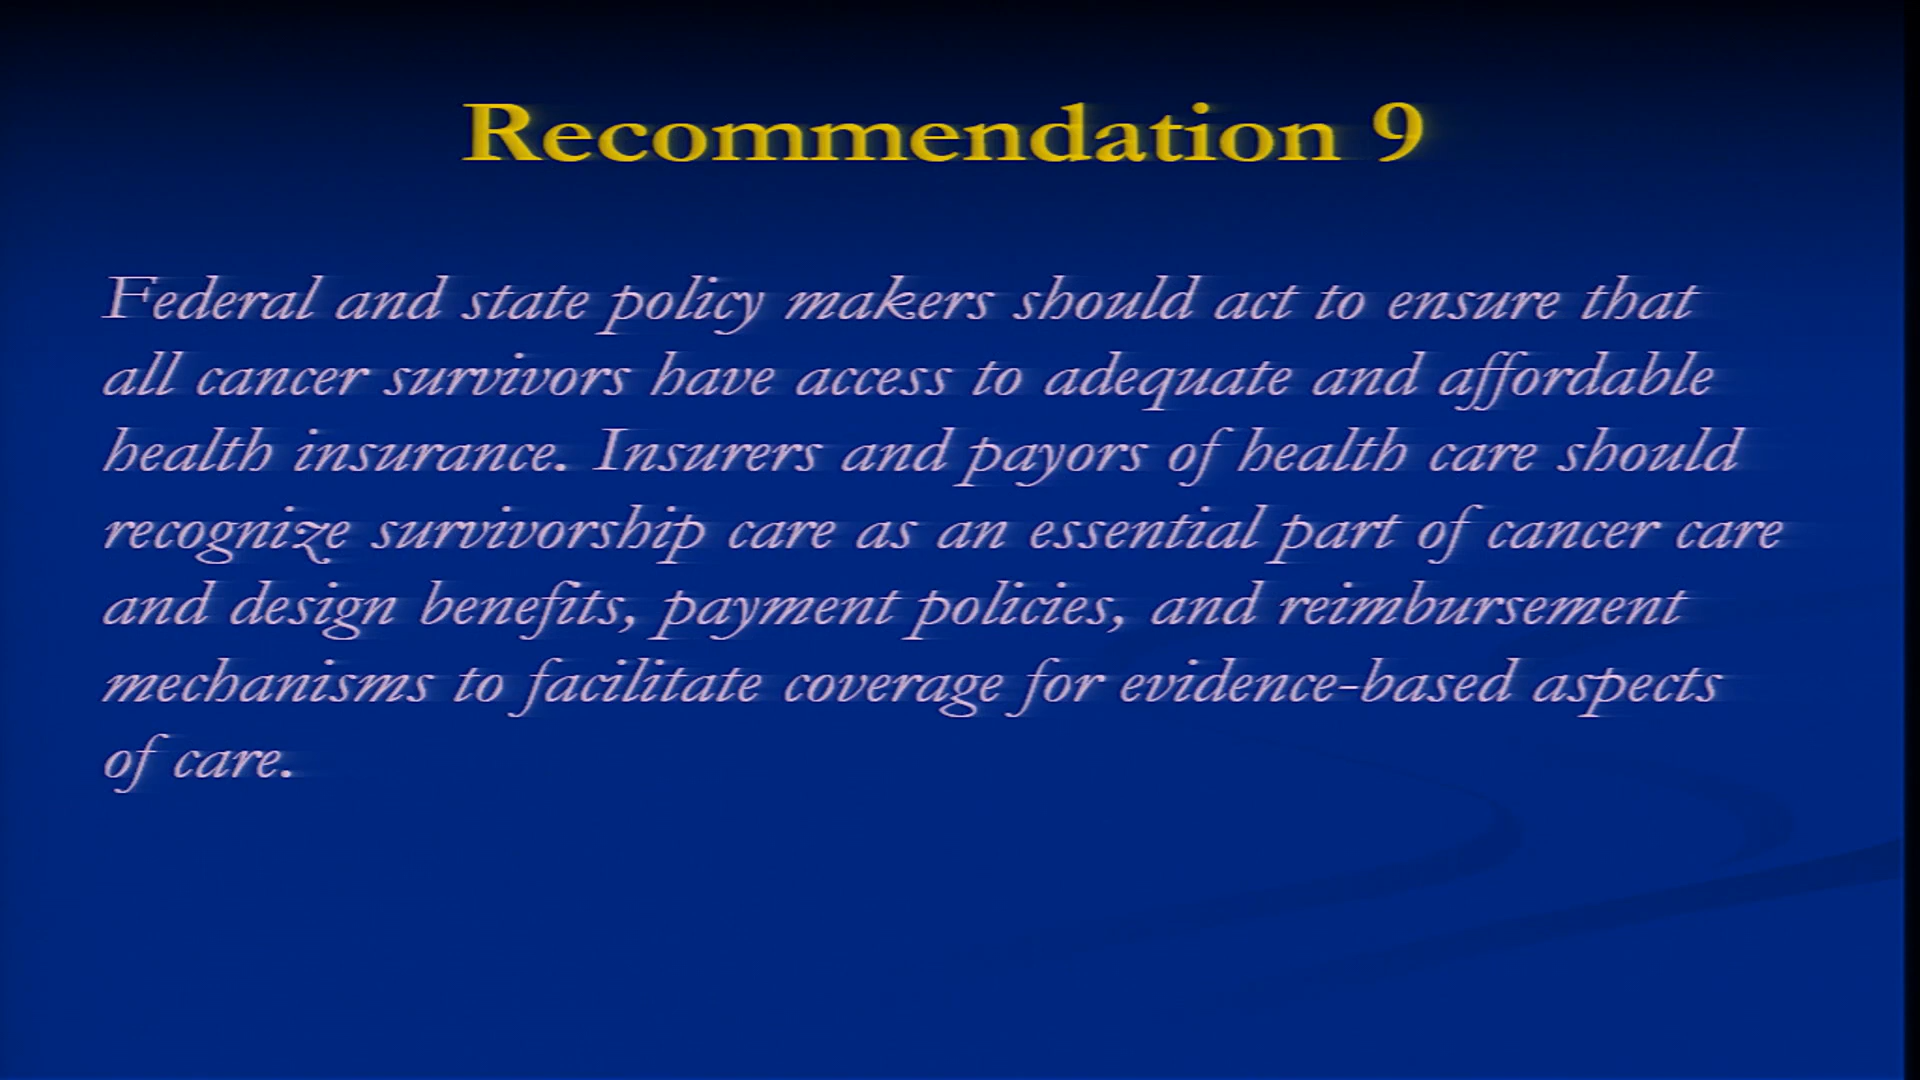 Recommendation 9
Federal and state policy makers should act to ensure that
all cancer survivors have access to adequate and affordable
health insurance. Insurers and payors of health care should
recognize survivorship care as an essential part of cancer care
and design benefits, payment policies, and reimbursement
mechanisms to facilitate coverage for evidence-based aspects
of care.